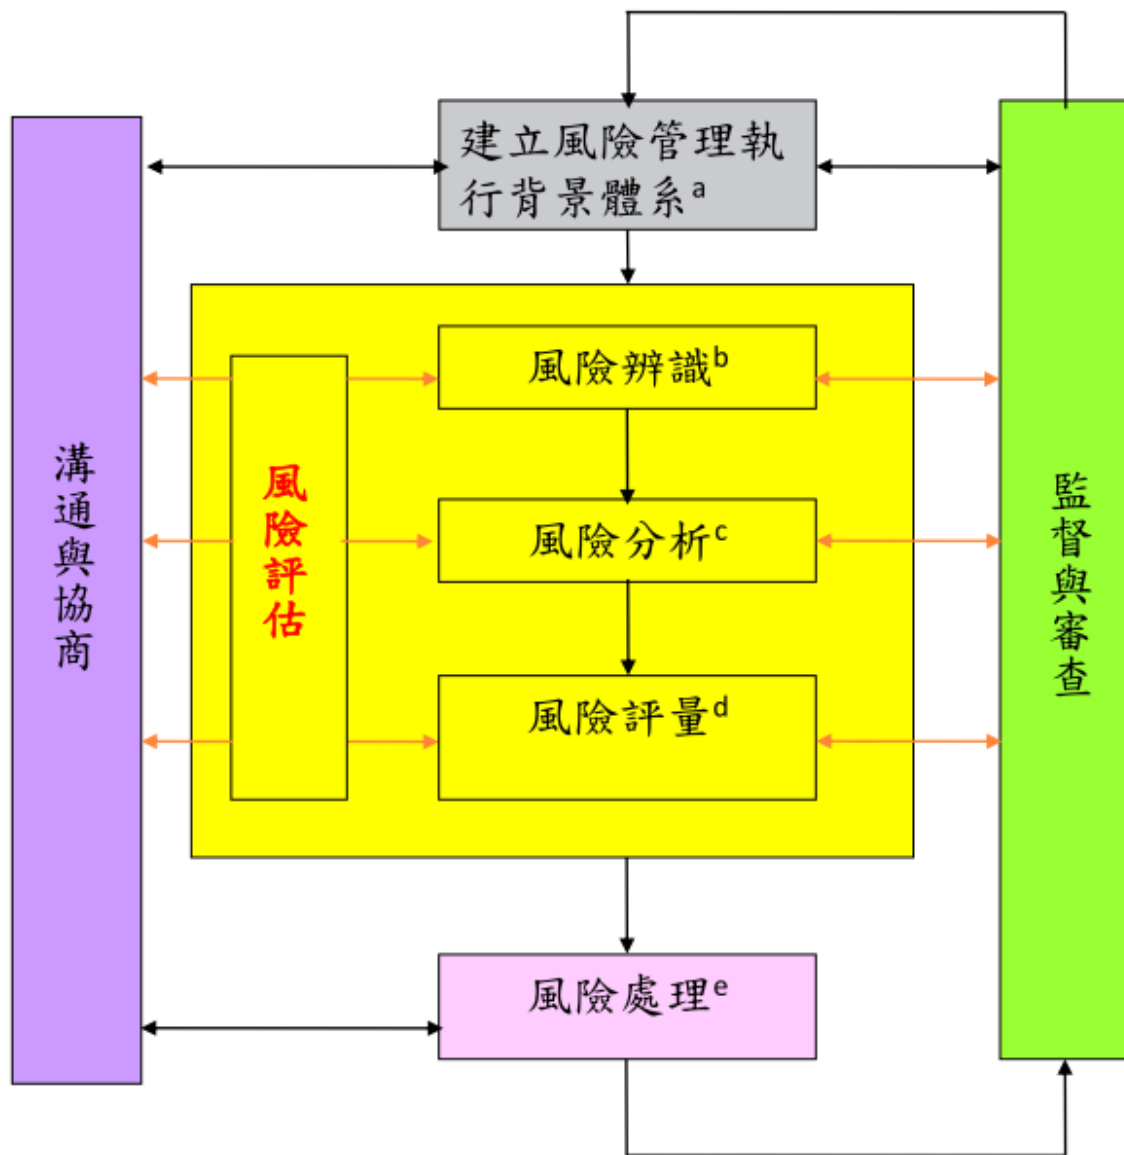 建立風險管理執
行背景體系a
風險辨識b
風險分析c
風險評量d
風險評估
溝通與協商
監督與審查
風險處理e